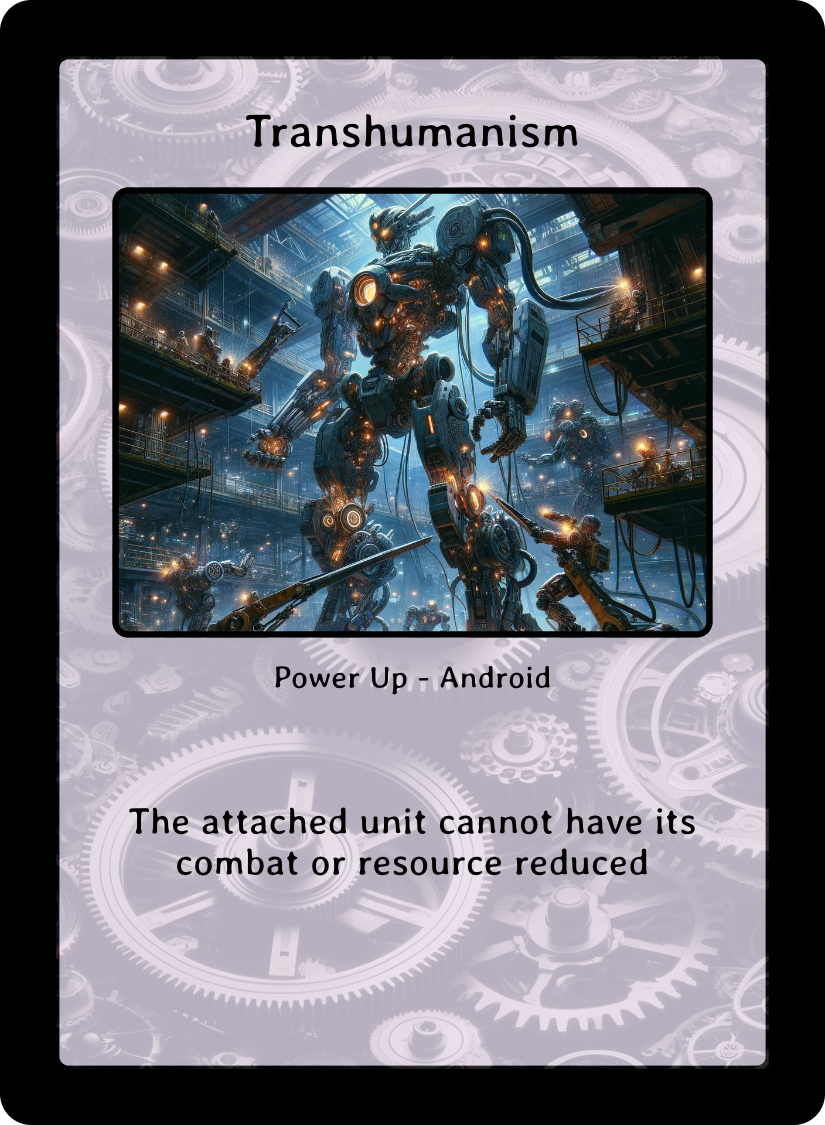 Transhumanism
Power Up - Android
The attached unit cannot have its
combat or resource reduced